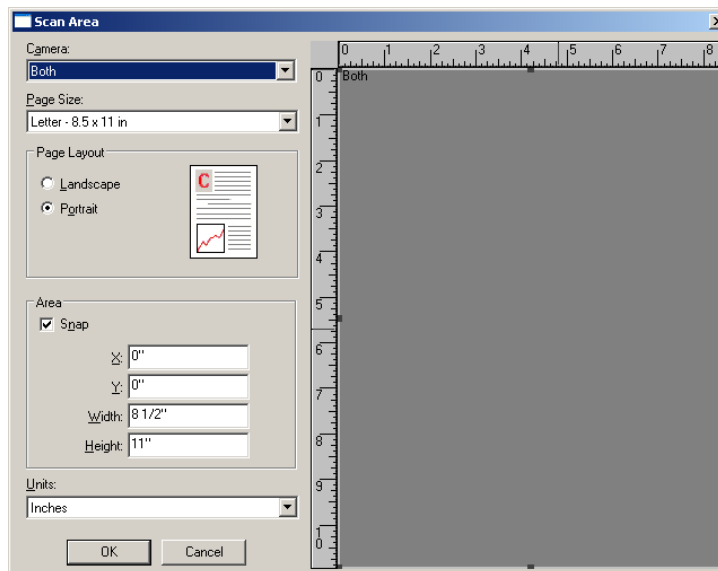 Scan Area
Camera:
Both
Page Size:
Letter - 8.5 x 11 in
Page Layout
Landscape
Portrait
C
Area
Snap
X: 0"
Y: 0"
Width: 8 1/2"
Height: 11"
Units:
Inches
OK Cancel
0 1 2 3 4 5 6 7 8
0
Both
1
2
3
4
5
6
7
8
9
10